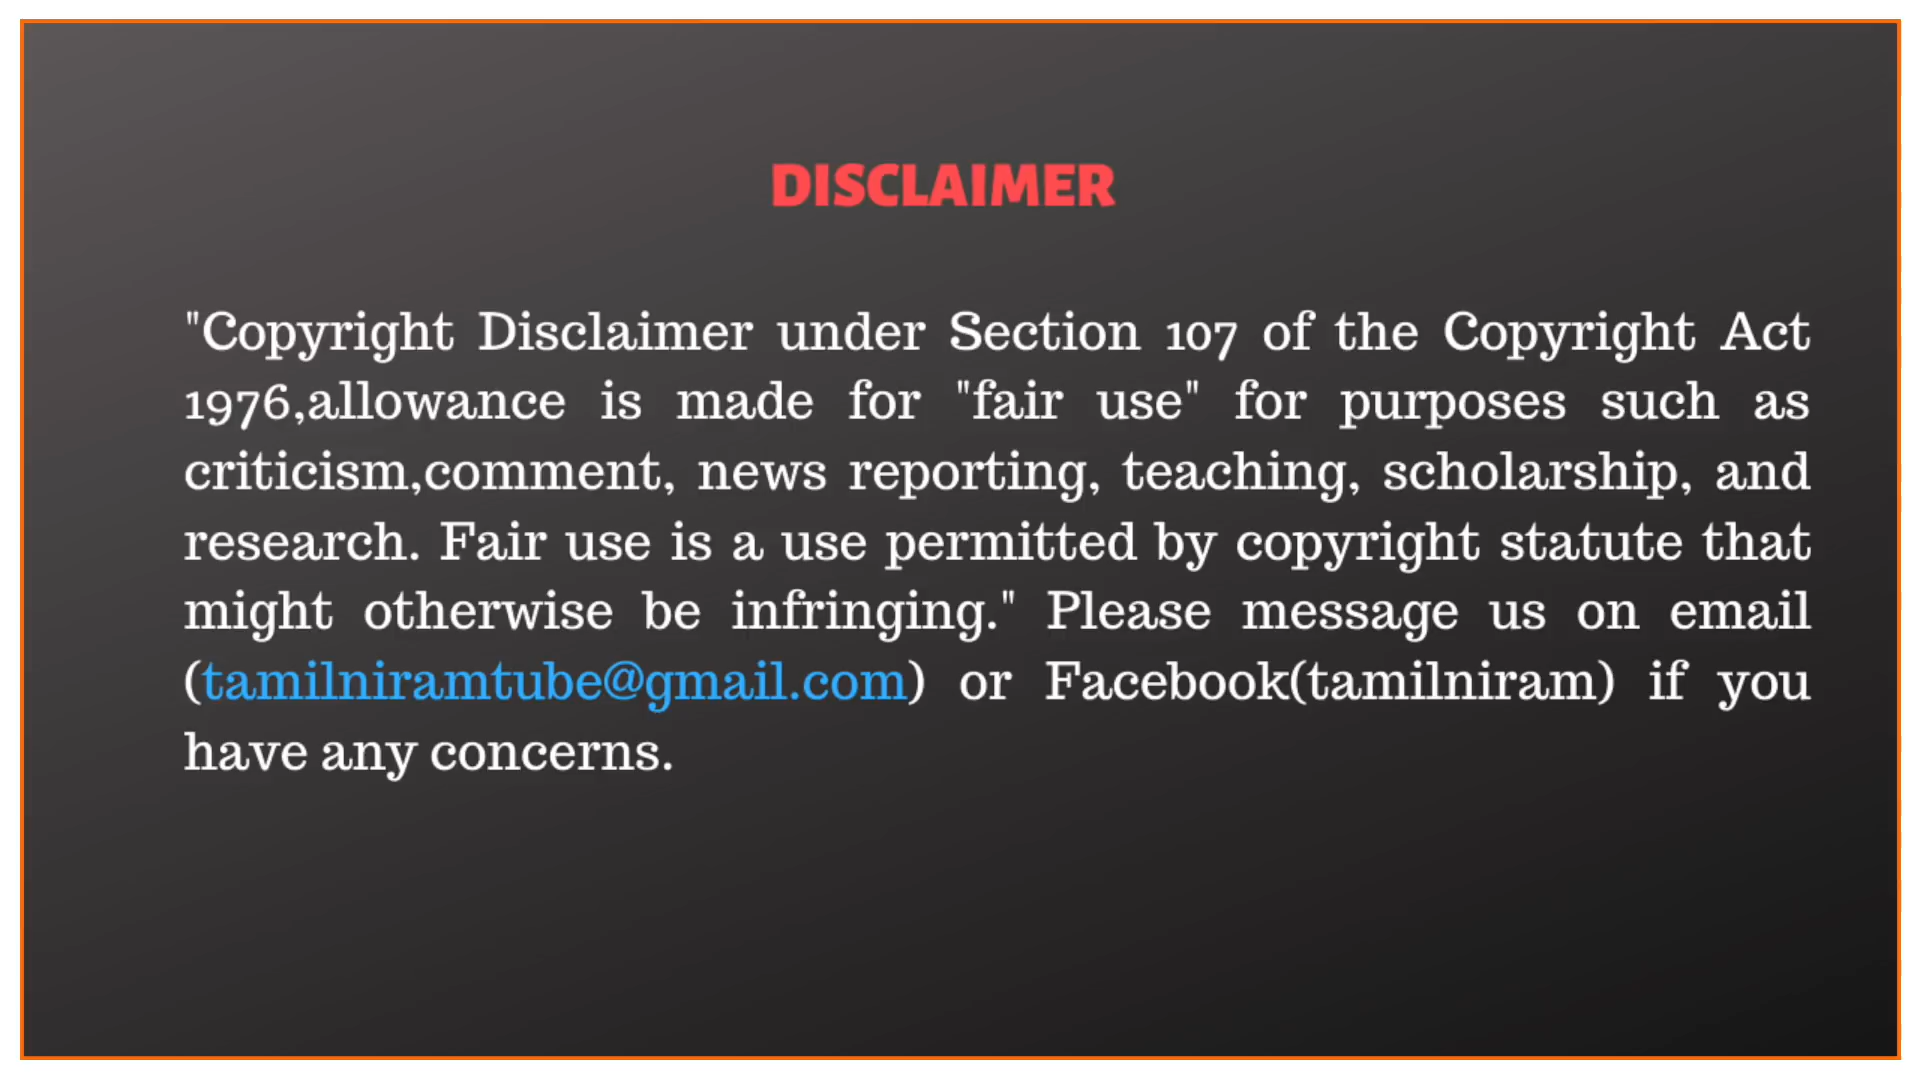 DISCLAIMER
"Copyright Disclaimer under Section 107 of the Copyright Act
1976,allowance is made for "fair use" for purposes such as
criticism,comment, news reporting, teaching, scholarship, and
research. Fair use is a use permitted by copyright statute that
might otherwise be infringing." Please message us on email
(tamilniramtube@gmail.com) or Facebook(tamilniram) if you
have any concerns.